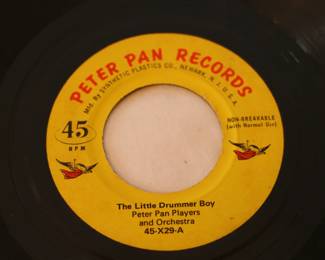 PETER PAN RECORDS
Mfd. By SYNTHETIC PLASTICS CO., NEWARK, N.J. U.S.A.
45
RPM
NON-BREAKABLE
(with Normal Use)
The Little Drummer Boy
Peter Pan Players
and Orchestra
45-X29-A